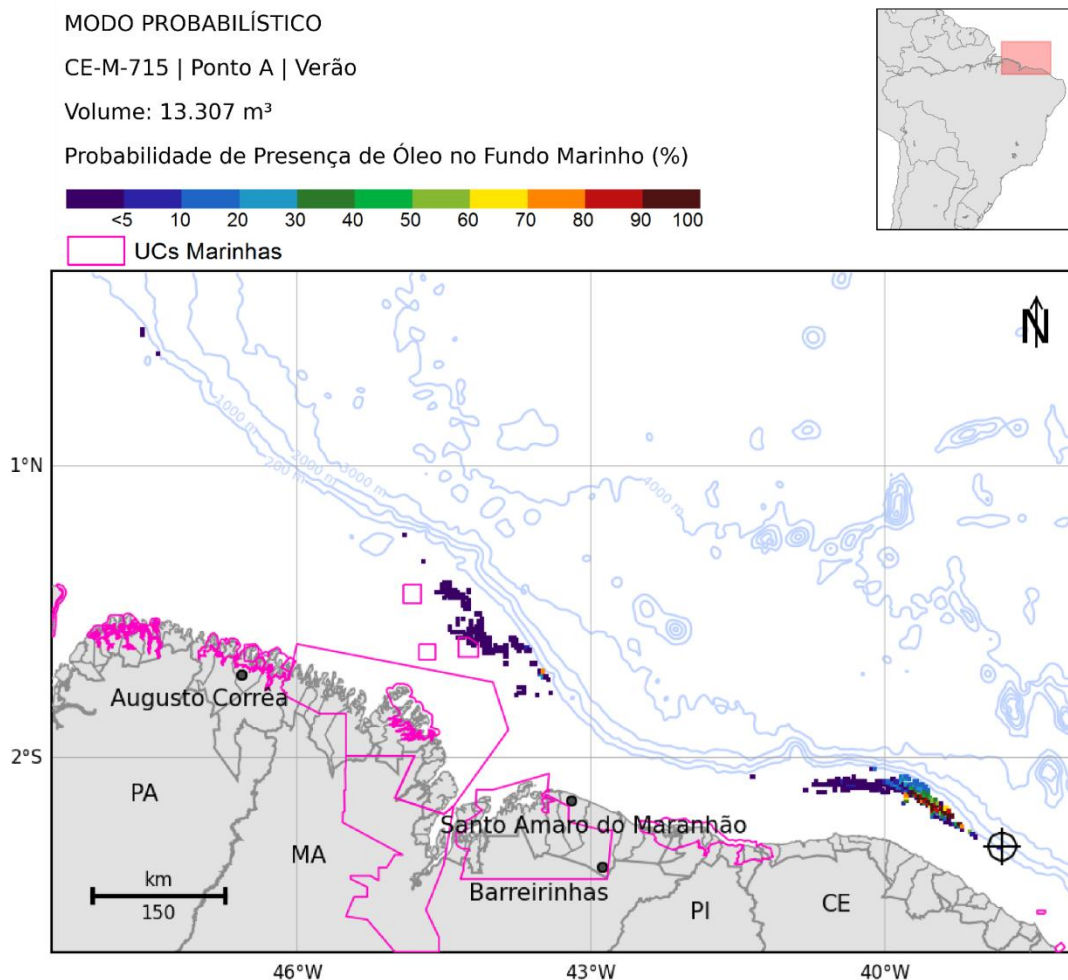 MODO PROBABILÍSTICO
CE-M-715 | Ponto A | Verão
Volume: 13.307 m³
Probabilidade de Presença de Óleo no Fundo Marinho (%)
<5 10 20 30 40 50 60 70 80 90 100
UCs Marinhas
N
1000 m
2000 m
3000 m
200 m
4000 m
1°N
Augusto Corrêa
2°S
PA
Santo Amaro do Maranhão
MA
Barreirinhas
PI
CE
km
150
46°W 43°W 40°W